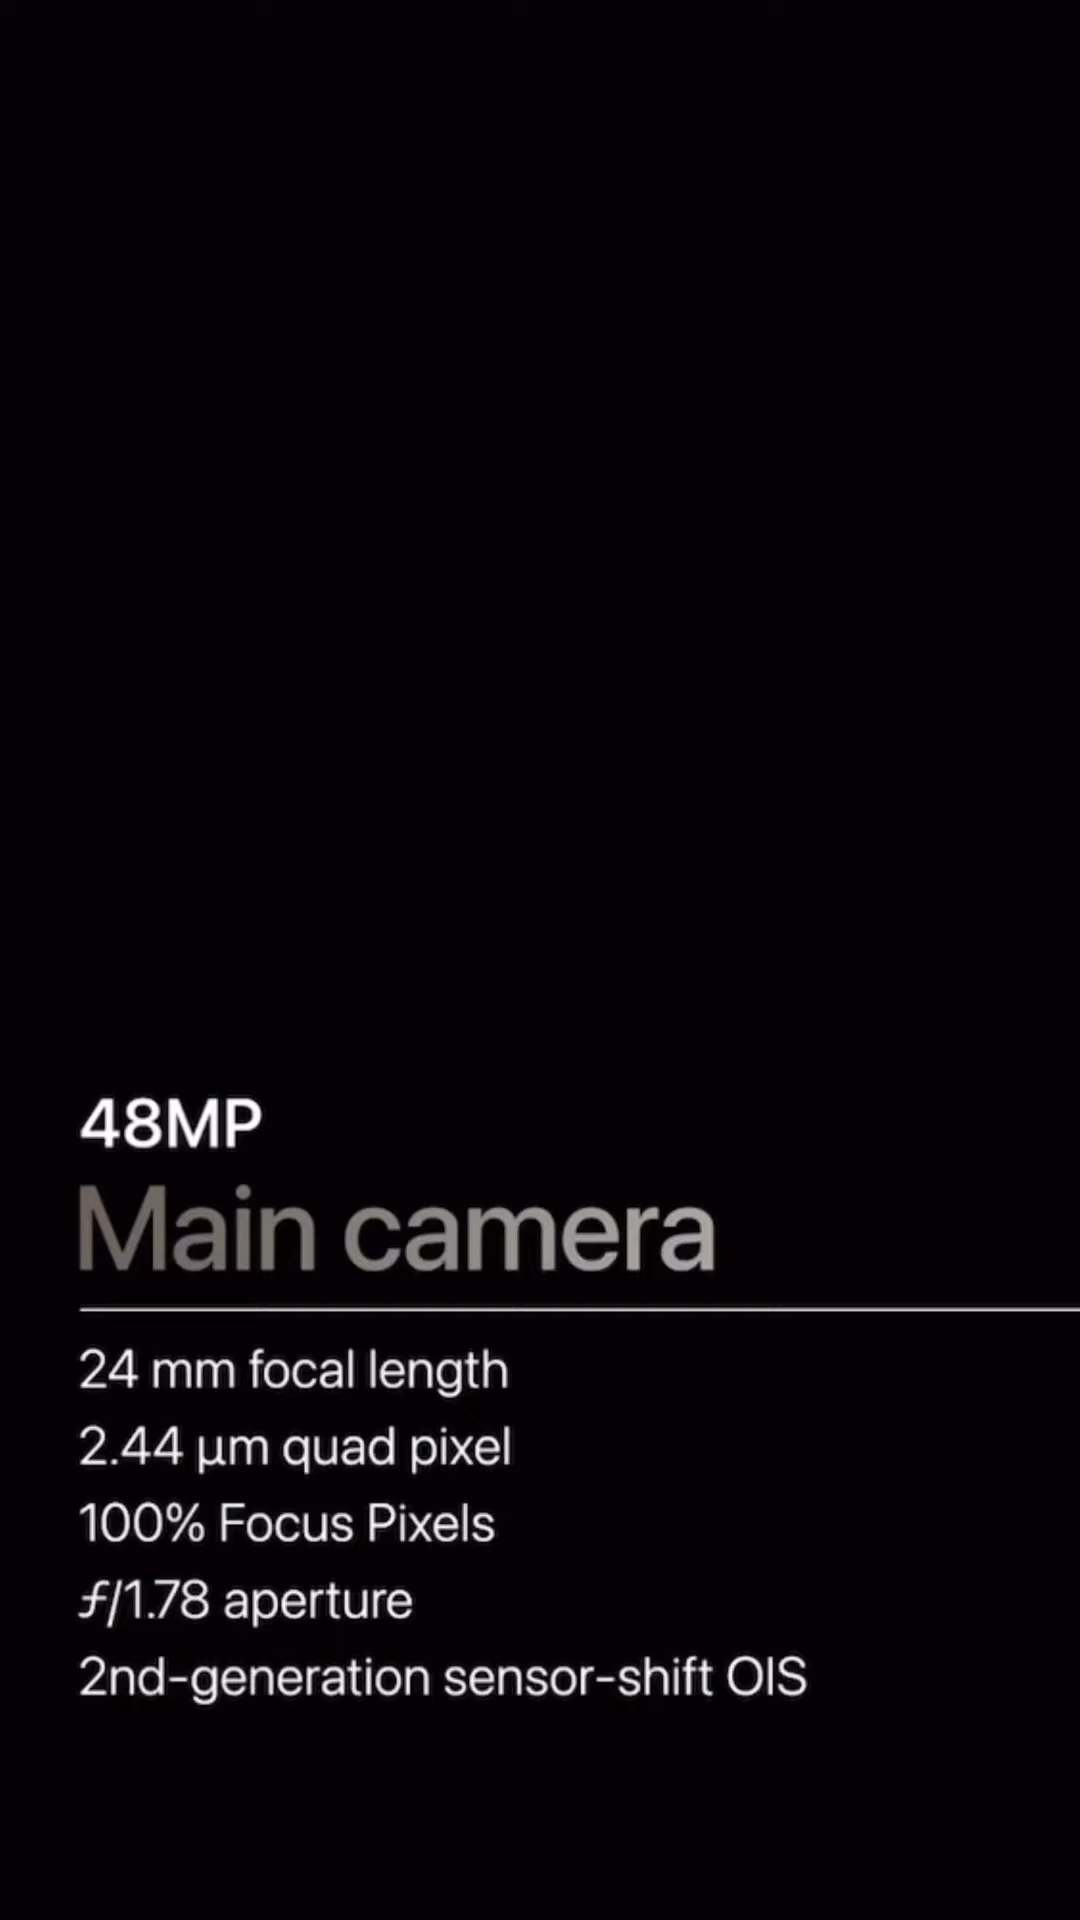 48MP
Main camera
24 mm focal length
2.44 µm quad pixel
100% Focus Pixels
ƒ/1.78 aperture
2nd-generation sensor-shift OIS